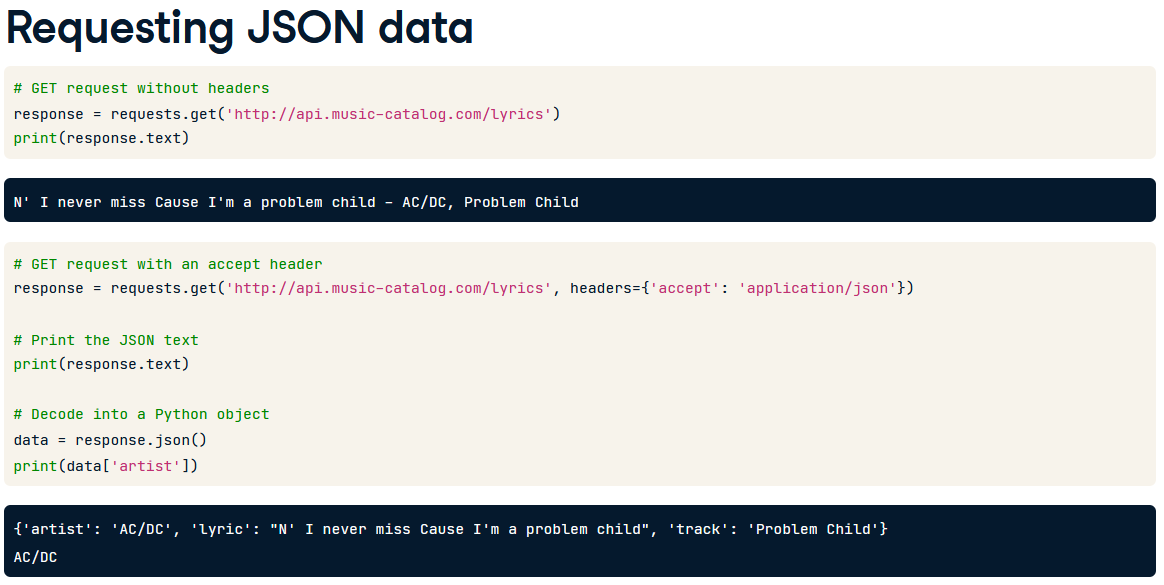 Requesting JSON data
# GET request without headers
response = requests.get('http://api.music-catalog.com/lyrics')
print(response.text)
N' I never miss Cause I'm a problem child - AC/DC, Problem Child
# GET request with an accept header
response = requests.get('http://api.music-catalog.com/lyrics', headers={'accept': 'application/json'})
# Print the JSON text
print(response.text)
# Decode into a Python object
data = response.json()
print(data['artist'])
{'artist': 'AC/DC', 'lyric': "N' I never miss Cause I'm a problem child", 'track': 'Problem Child'}
AC/DC